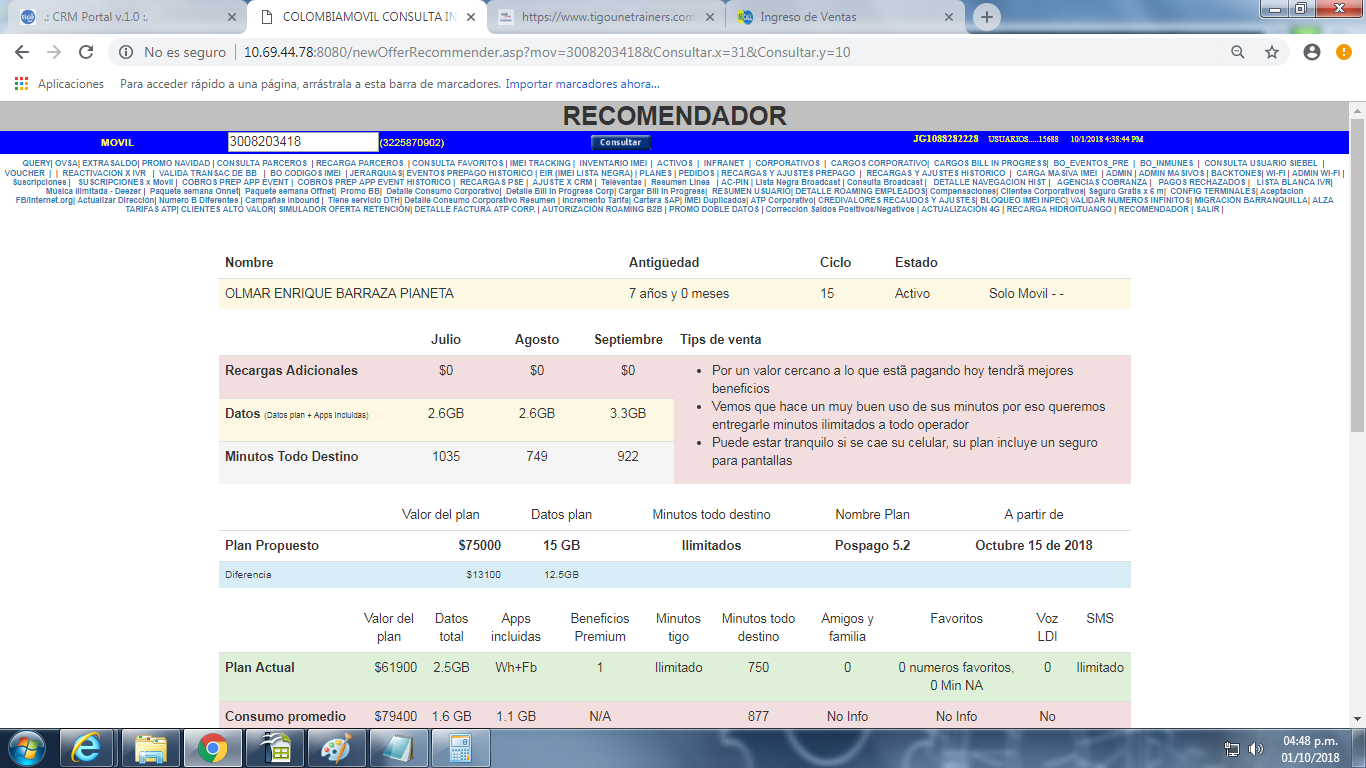 .: CRM Portal v.1.0 :.
COLOMBIAMOVIL CONSULTA IN
https://www.tigounetrainers.com
Ingreso de Ventas
No es seguro | 10.69.44.78:8080/newOfferRecommender.asp?mov=3008203418&Consultar.x=31&Consultar.y=10
Aplicaciones Para acceder rápido a una página, arrástrala a esta barra de marcadores. Importar marcadores ahora...
RECOMENDADOR
MOVIL 3008203418 (3225870902) Consultar JG1088282228 USUARIOS.....15688 10/1/2018 4:38:44 PM
QUERY| OVSA| EXTRASALDO| PROMO NAVIDAD | CONSULTA PARCEROS | RECARGA PARCEROS | CONSULTA FAVORITOS | IMEI TRACKING | INVENTARIO IMEI | ACTIVOS | INFRANET | CORPORATIVOS | CARGOS CORPORATIVO| CARGOS BILL IN PROGRESS| BO_EVENTOS_PRE | BO_INMUNES | CONSULTA USUARIO SIEBEL |
VOUCHER | | REACTIVACION X IVR | VALIDA TRANSAC DE BB | BO CODIGOS IMEI | JERARQUIAS| EVENTOS PREPAGO HISTORICO | EIR (IMEI LISTA NEGRA) | PLANES | PEDIDOS | RECARGAS Y AJUSTES PREPAGO | RECARGAS Y AJUSTES HISTORICO | CARGA MASIVA IMEI | ADMIN | ADMIN MASIVOS | BACKTONES| WI-FI | ADMIN WI-FI |
Suscripciones | SUSCRIPCIONES x Movil | COBROS PREP APP EVENT | COBROS PREP APP EVENT HISTORICO | RECARGAS PSE | AJUSTE X CRM | Televentas | Resumen Linea | AC-PIN | Lista Negra Broadcast | Consulta Broadcast | DETALLE NAVEGACION HIST | AGENCIAS COBRANZA | PAGOS RECHAZADOS | LISTA BLANCA IVR|
Musica Ilimitada - Deezer | Paquete semana Onnet| Paquete semana Offnet| Promo BB| Detalle Consumo Corporativo| Detalle Bill In Progress Corp| Cargar Bill In Progress| RESUMEN USUARIO| DETALLE ROAMING EMPLEADOS| Compensaciones| Clientes Corporativos| Seguro Gratis x 6 m| CONFIG TERMINALES| Aceptacion
FB/Internet.org| Actualizar Dirección| Numero B Diferentes | Campañas Inbound | Tiene servicio DTH| Detalle Consumo Corporativo Resumen | Incremento Tarifa| Cartera SAP| IMEI Duplicados| ATP Corporativo| CREDIVALORES RECAUDOS Y AJUSTES| BLOQUEO IMEI INPEC| VALIDAR NUMEROS INFINITOS| MIGRACIÓN BARRANQUILLA| ALZA
TARIFAS ATP| CLIENTES ALTO VALOR| SIMULADOR OFERTA RETENCIÓN| DETALLE FACTURA ATP CORP. | AUTORIZACIÓN ROAMING B2B | PROMO DOBLE DATOS | Corrección Saldos Positivos/Negativos | ACTUALIZACIÓN 4G | RECARGA HIDROITUANGO | RECOMENDADOR | SALIR |
Nombre Antigüedad Ciclo Estado
OLMAR ENRIQUE BARRAZA PIANETA 7 años y 0 meses 15 Activo Solo Movil - -
Julio Agosto Septiembre Tips de venta
Recargas Adicionales $0 $0 $0
Datos (Datos plan + Apps Incluidas) 2.6GB 2.6GB 3.3GB
Minutos Todo Destino 1035 749 922
• Por un valor cercano a lo que estã pagando hoy tendrã mejores
beneficios
• Vemos que hace un muy buen uso de sus minutos por eso queremos
entregarle minutos ilimitados a todo operador
• Puede estar tranquilo si se cae su celular, su plan incluye un seguro
para pantallas
Valor del plan Datos plan Minutos todo destino Nombre Plan A partir de
Plan Propuesto $75000 15 GB Ilimitados Pospago 5.2 Octubre 15 de 2018
Diferencia $13100 12.5GB
Valor del plan Datos total Apps incluidas Beneficios Premium Minutos tigo Minutos todo destino Amigos y familia Favoritos Voz LDI SMS
Plan Actual $61900 2.5GB Wh+Fb 1 Ilimitado 750 0 0 numeros favoritos, 0 Min NA 0 Ilimitado
Consumo promedio $79400 1.6 GB 1.1 GB N/A 877 No Info No Info No
04:48 p.m.
01/10/2018